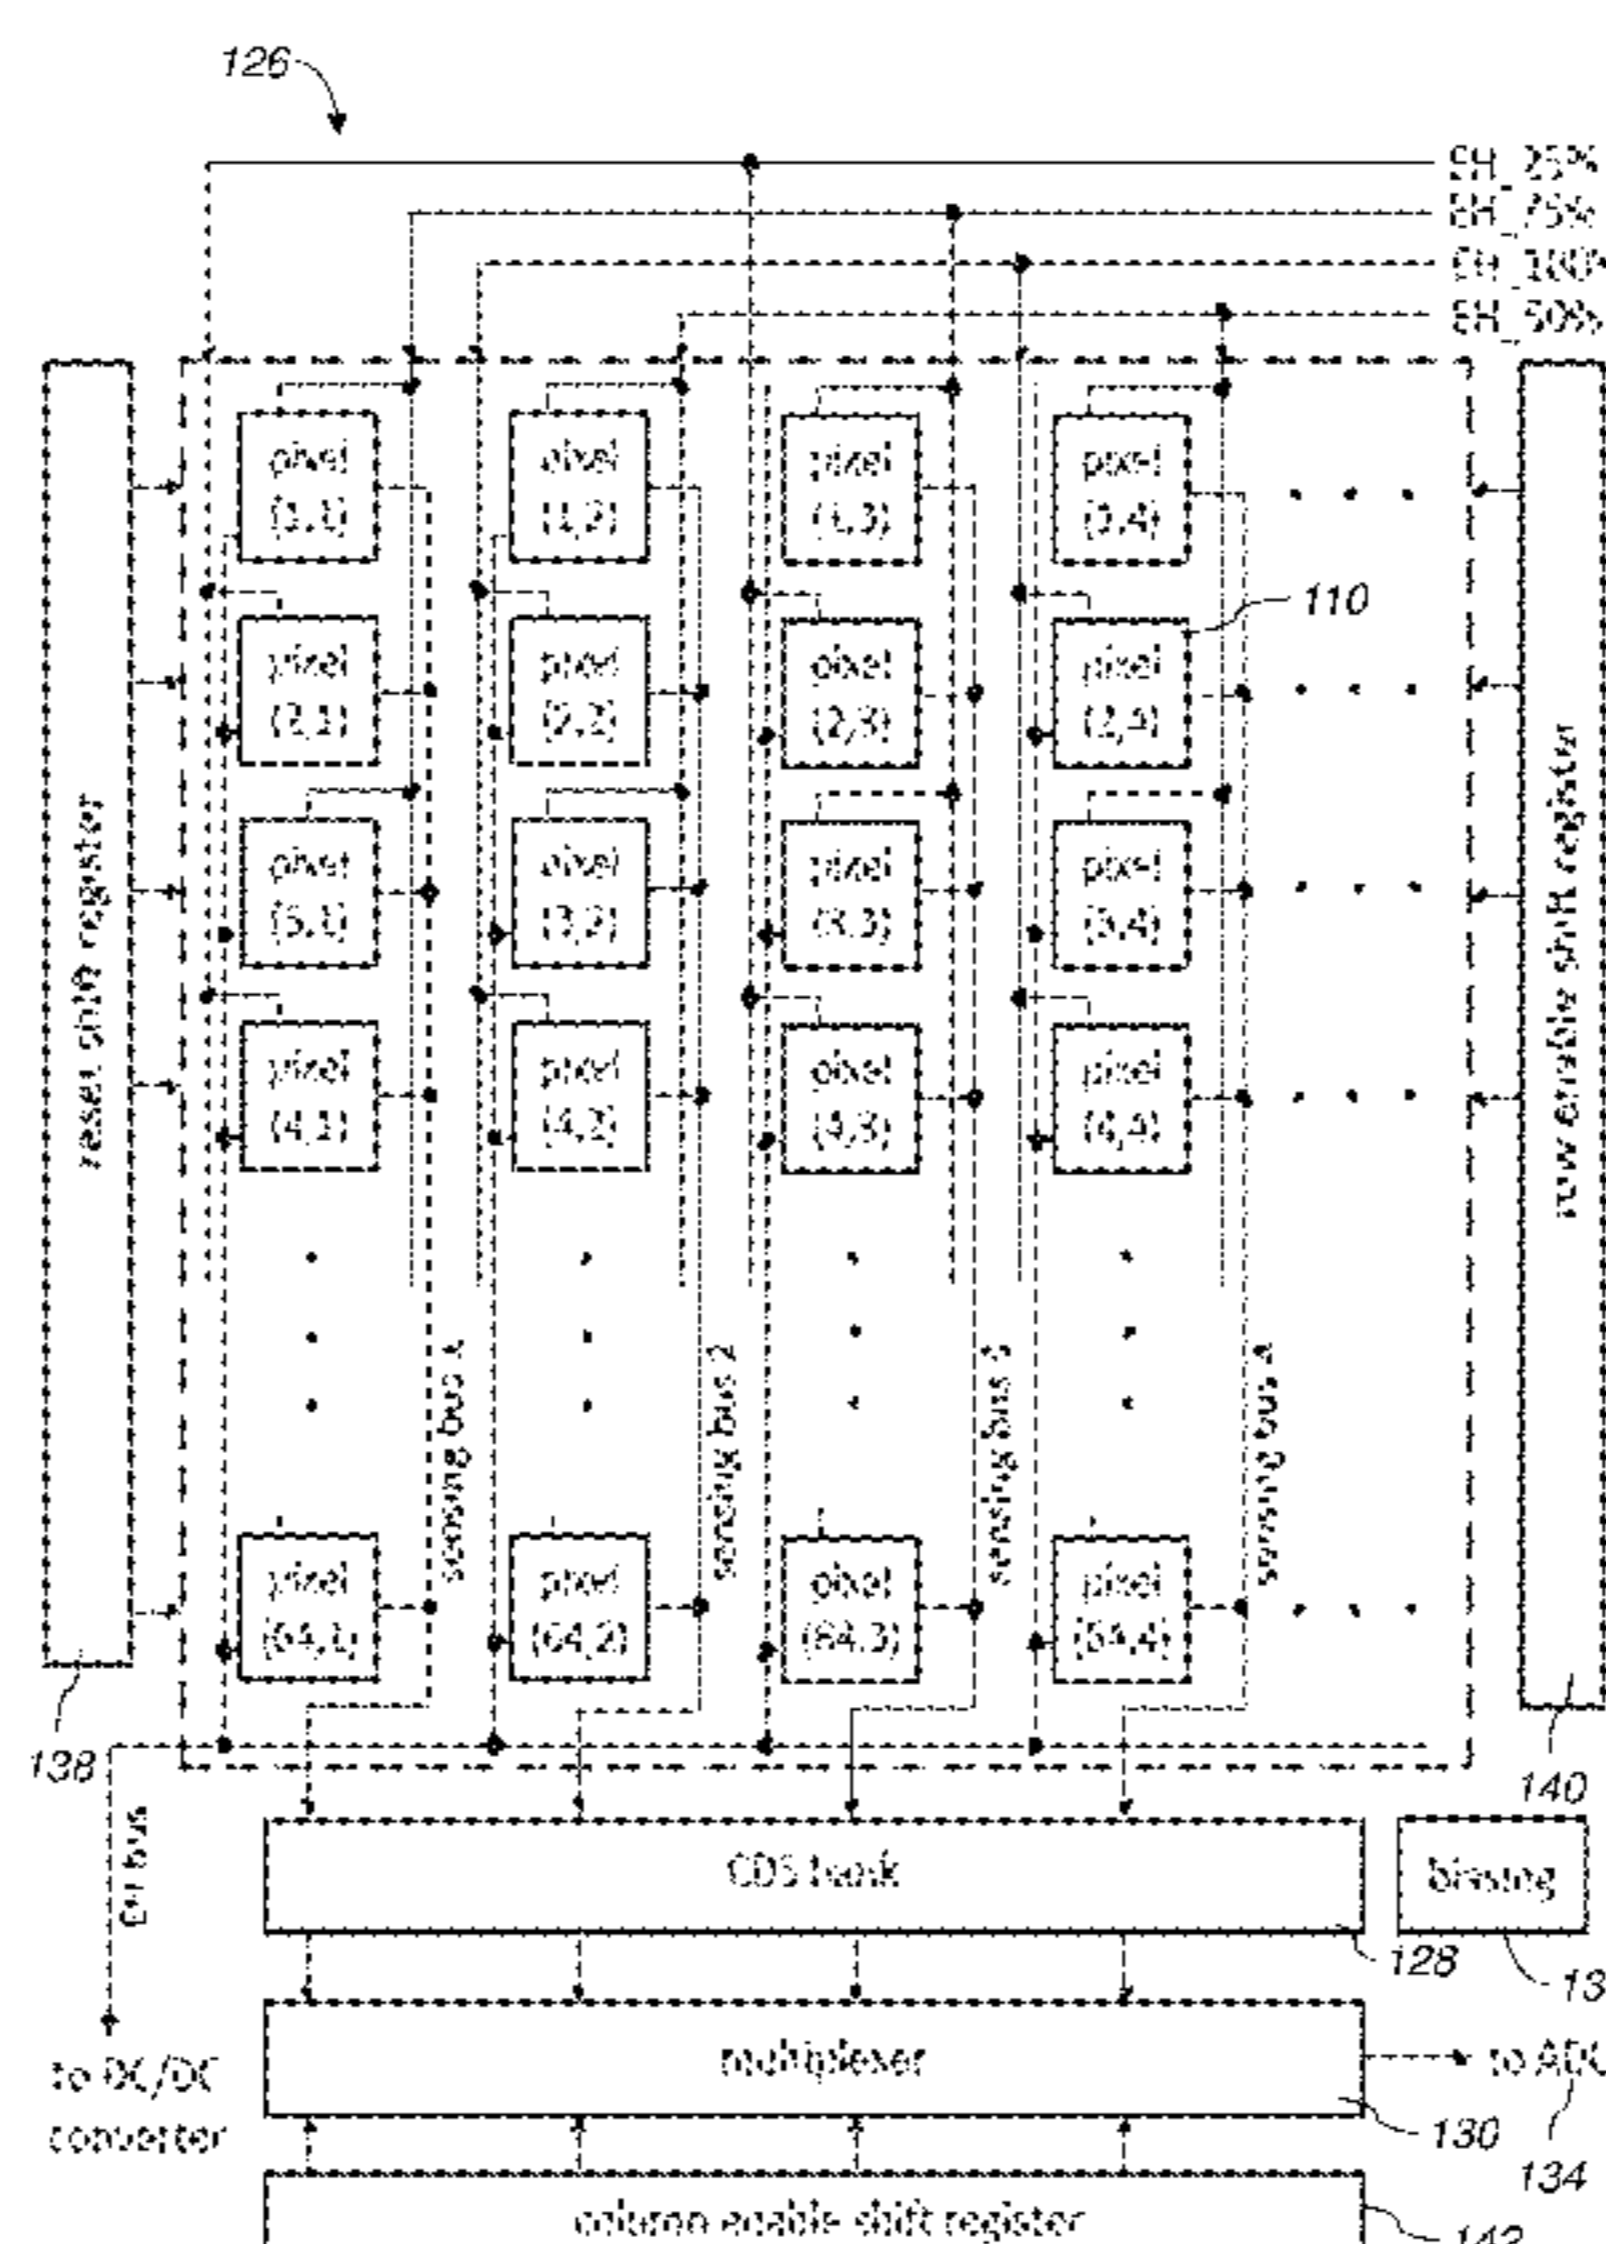 126
EH_25%
EH_75%
EH_100%
EH_50%
pixel (1,1)
pixel (1,2)
pixel (1,3)
pixel (1,4)
110
pixel (2,1)
pixel (2,2)
pixel (2,3)
pixel (2,4)
pixel (3,1)
pixel (3,2)
pixel (3,3)
pixel (3,4)
pixel (4,1)
pixel (4,2)
pixel (4,3)
pixel (4,4)
reset shift register
row enable shift register
sensing bus 1
sensing bus 2
sensing bus 3
sensing bus 4
pixel (64,1)
pixel (64,2)
pixel (64,3)
pixel (64,4)
138
140
EH bus
CDS bank
biasing
128
13
to DC/DC
converter
multiplexer
to ADC
130
134
column enable shift register
142